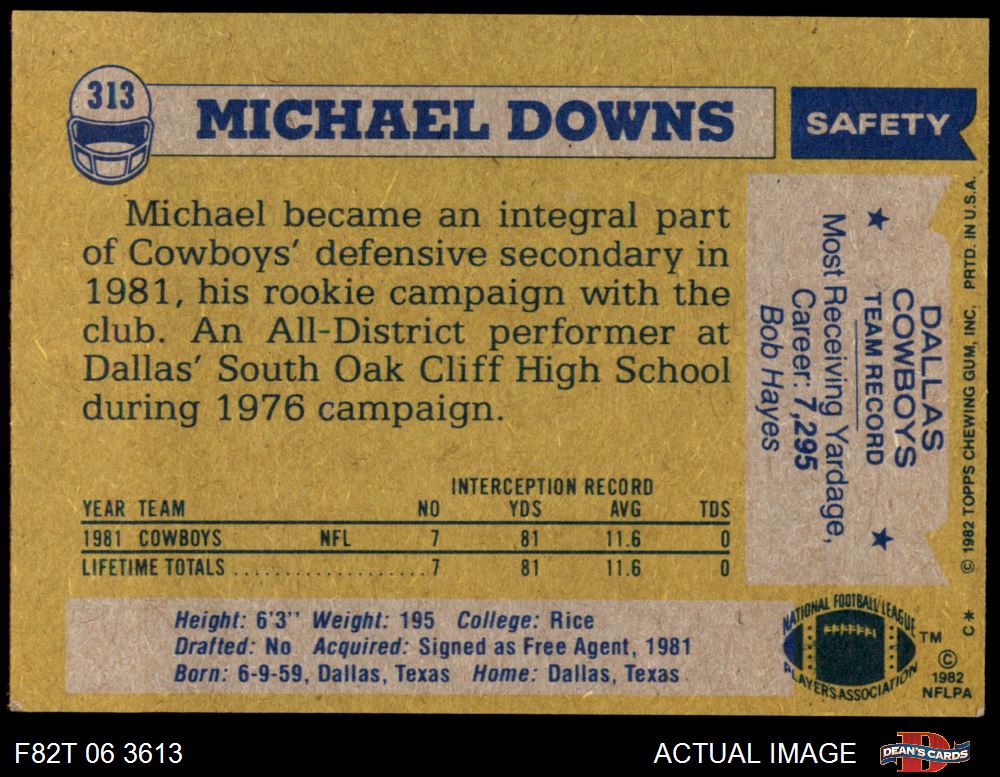 313
MICHAEL DOWNS
SAFETY
Michael became an integral part
of Cowboys' defensive secondary in
1981, his rookie campaign with the
club. An All-District performer at
Dallas' South Oak Cliff High School
during 1976 campaign.
INTERCEPTION RECORD
YEAR TEAM NO YDS AVG TDS
1981 COWBOYS NFL 7 81 11.6 0
LIFETIME TOTALS ................... 7 81 11.6 0
Height: 6'3" Weight: 195 College: Rice
Drafted: No Acquired: Signed as Free Agent, 1981
Born: 6-9-59, Dallas, Texas Home: Dallas, Texas
DALLAS
COWBOYS
TEAM RECORD
Most Receiving Yardage,
Career: 7,295
Bob Hayes
© 1982 TOPPS CHEWING GUM, INC. PRTD. IN U.S.A.
C *
NATIONAL FOOTBALL LEAGUE
PLAYERS ASSOCIATION
TM
©
1982
NFLPA
F82T 06 3613
ACTUAL IMAGE
DEAN'S CARDS